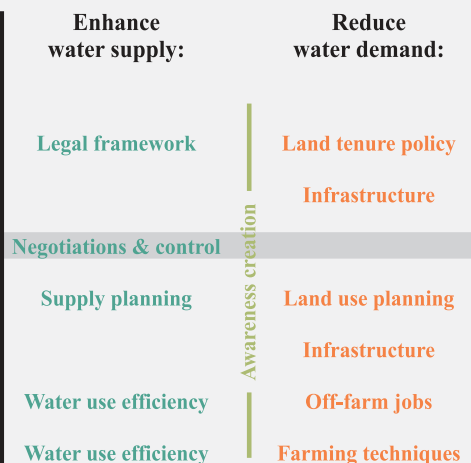 Enhance
water supply:
Reduce
water demand:
Legal framework
Land tenure policy
Infrastructure
Negotiations & control
Awareness creation
Supply planning
Land use planning
Infrastructure
Water use efficiency
Off-farm jobs
Water use efficiency
Farming techniques